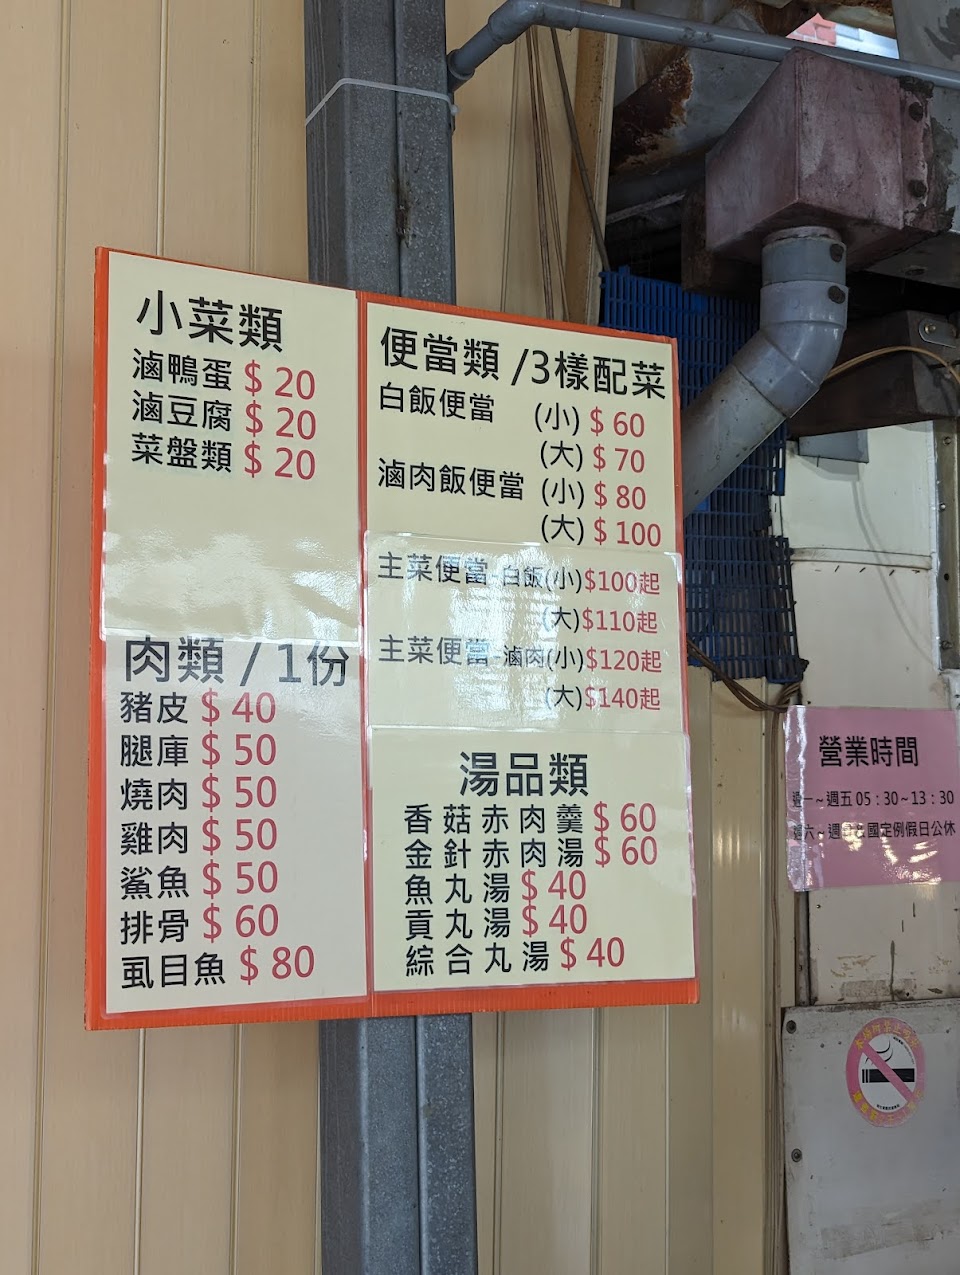 小菜類
滷鴨蛋 $ 20
滷豆腐 $ 20
菜盤類 $ 20
肉類 / 1份
豬皮 $ 40
腿庫 $ 50
燒肉 $ 50
雞肉 $ 50
鯊魚 $ 50
排骨 $ 60
虱目魚 $ 80
便當類 /3樣配菜
白飯便當 (小) $ 60
(大) $ 70
滷肉飯便當 (小) $ 80
(大) $ 100
主菜便當-白飯(小)$100起
(大)$110起
主菜便當-滷肉(小)$120起
(大)$140起
湯品類
香菇赤肉羹 $ 60
金針赤肉湯 $ 60
魚丸湯 $ 40
貢丸湯 $ 40
綜合丸湯 $ 40
營業時間
週一~週五 05:30~13:30
週六~週日&國定例假日公休